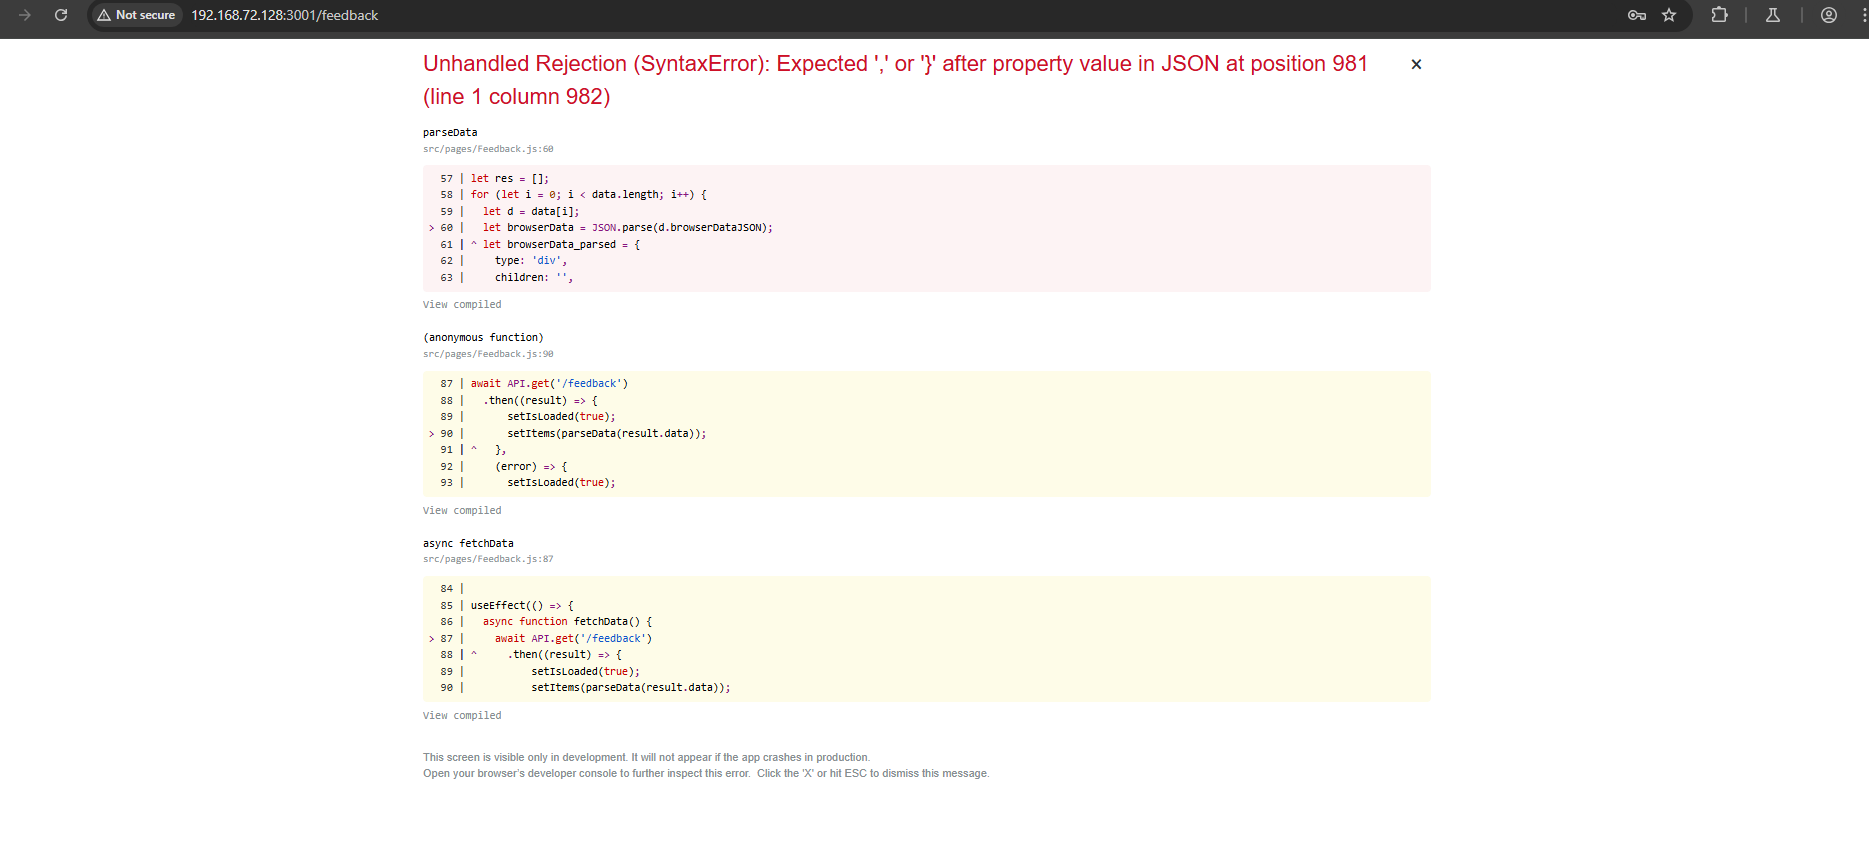 Not secure 192.168.72.128:3001/feedback
Unhandled Rejection (SyntaxError): Expected ',' or '}' after property value in JSON at position 981
(line 1 column 982)
×
parseData
src/pages/Feedback.js:60
57 | let res = [];
58 | for (let i = 0; i < data.length; i++) {
59 |   let d = data[i];
> 60 |   let browserData = JSON.parse(d.browserDataJSON);
61 | ^ let browserData_parsed = {
62 |     type: 'div',
63 |     children: '',
View compiled
(anonymous function)
src/pages/Feedback.js:90
87 | await API.get('/feedback')
88 |   .then((result) => {
89 |       setIsLoaded(true);
> 90 |       setItems(parseData(result.data));
91 | ^   },
92 |     (error) => {
93 |       setIsLoaded(true);
View compiled
async fetchData
src/pages/Feedback.js:87
84 |
85 | useEffect(() => {
86 |   async function fetchData() {
> 87 |     await API.get('/feedback')
88 | ^     .then((result) => {
89 |           setIsLoaded(true);
90 |           setItems(parseData(result.data));
View compiled
This screen is visible only in development. It will not appear if the app crashes in production.
Open your browser's developer console to further inspect this error. Click the 'X' or hit ESC to dismiss this message.